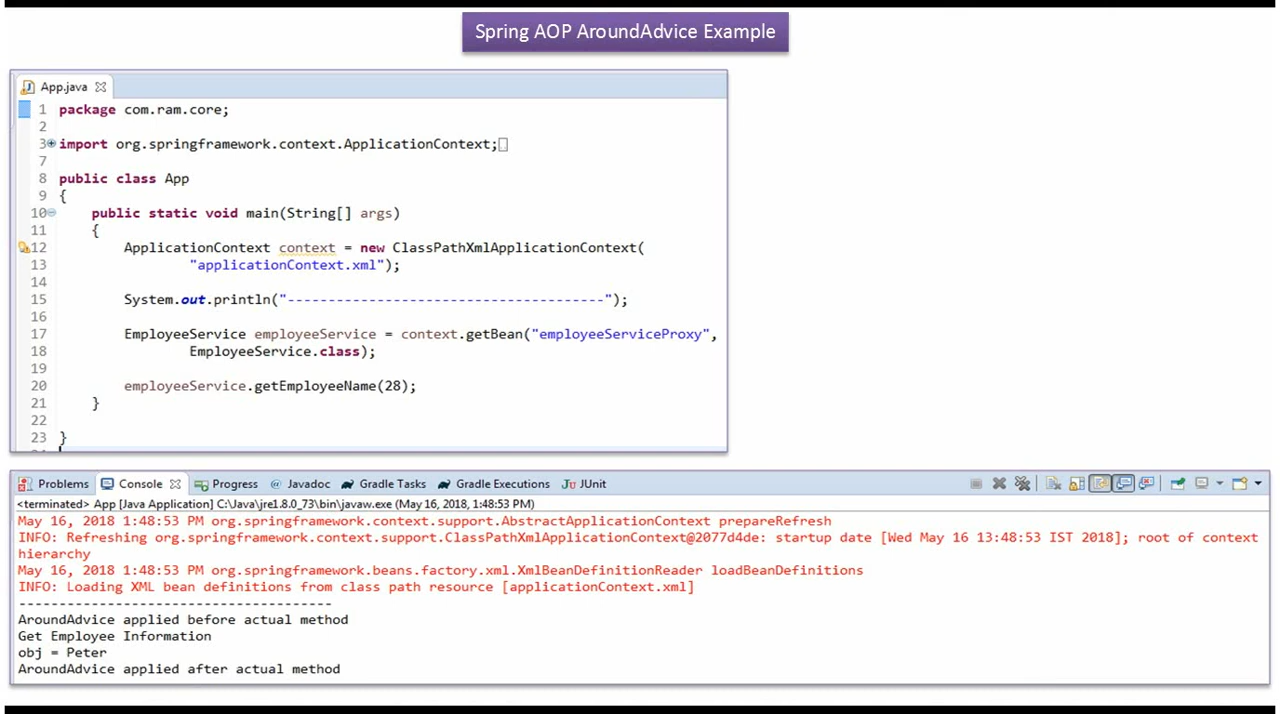 Spring AOP AroundAdvice Example
App.java
1 package com.ram.core;
2
3 import org.springframework.context.ApplicationContext;
7
8 public class App
9 {
10 public static void main(String[] args)
11 {
12 ApplicationContext context = new ClassPathXmlApplicationContext(
13 "applicationContext.xml");
14
15 System.out.println("---------------------------------------");
16
17 EmployeeService employeeService = context.getBean("employeeServiceProxy",
18 EmployeeService.class);
19
20 employeeService.getEmployeeName(28);
21 }
22
23 }
Problems Console Progress @ Javadoc Gradle Tasks Gradle Executions JUnit
<terminated> App [Java Application] C:\Java\jre1.8.0_73\bin\javaw.exe (May 16, 2018, 1:48:53 PM)
May 16, 2018 1:48:53 PM org.springframework.context.support.AbstractApplicationContext prepareRefresh
INFO: Refreshing org.springframework.context.support.ClassPathXmlApplicationContext@2077d4de: startup date [Wed May 16 13:48:53 IST 2018]; root of context
hierarchy
May 16, 2018 1:48:53 PM org.springframework.beans.factory.xml.XmlBeanDefinitionReader loadBeanDefinitions
INFO: Loading XML bean definitions from class path resource [applicationContext.xml]
---------------------------------------
AroundAdvice applied before actual method
Get Employee Information
obj = Peter
AroundAdvice applied after actual method